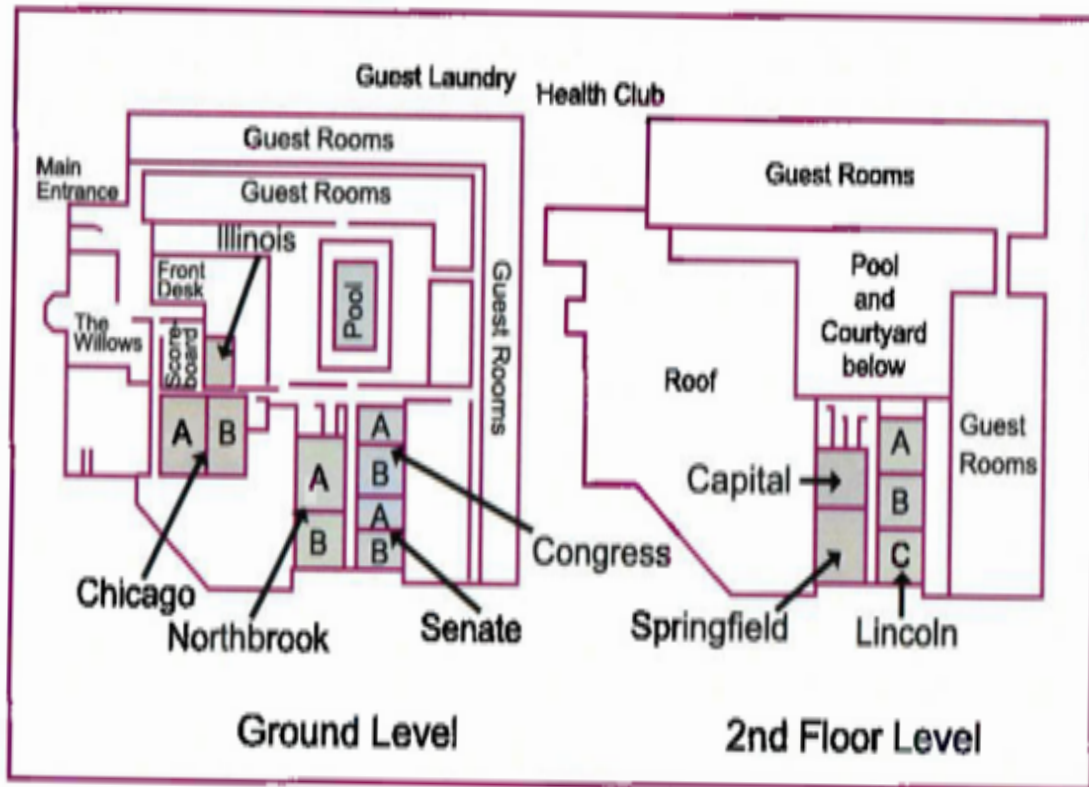 Guest Laundry
Health Club
Guest Rooms
Main
Entrance
Guest Rooms
Illinois
Front
Desk
Pool
Guest Rooms
The
Willows
Score-
board
A
B
A
B
A
B
A
B
Chicago
Northbrook
Senate
Congress
Ground Level
Guest Rooms
Pool
and
Courtyard
below
Roof
A
B
C
Guest
Rooms
Capital
Springfield
Lincoln
2nd Floor Level